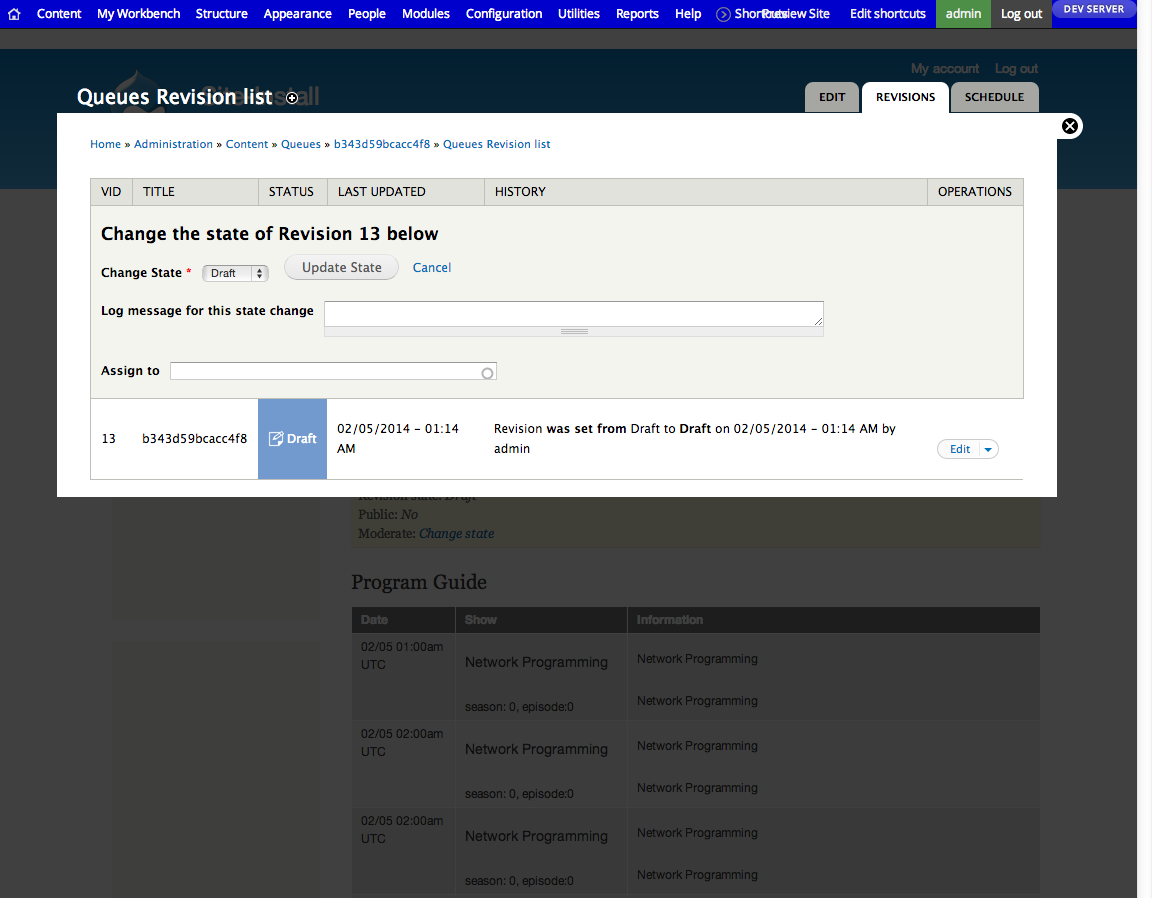 Content My Workbench Structure Appearance People Modules Configuration Utilities Reports Help Shortcuts Preview Site Edit shortcuts admin Log out DEV SERVER
My account Log out
Site-Install
Queues Revision list
EDIT REVISIONS SCHEDULE
Home » Administration » Content » Queues » b343d59bcacc4f8 » Queues Revision list
VID TITLE STATUS LAST UPDATED HISTORY OPERATIONS
Change the state of Revision 13 below
Change State * Draft Update State Cancel
Log message for this state change
Assign to
13 b343d59bcacc4f8 Draft 02/05/2014 – 01:14 AM Revision was set from Draft to Draft on 02/05/2014 – 01:14 AM by admin Edit
Revision state: Draft
Public: No
Moderate: Change state
Program Guide
Date Show Information
02/05 01:00am UTC Network Programming Network Programming
season: 0, episode:0 Network Programming
02/05 02:00am UTC Network Programming Network Programming
season: 0, episode:0 Network Programming
02/05 02:00am UTC Network Programming Network Programming
season: 0, episode:0 Network Programming